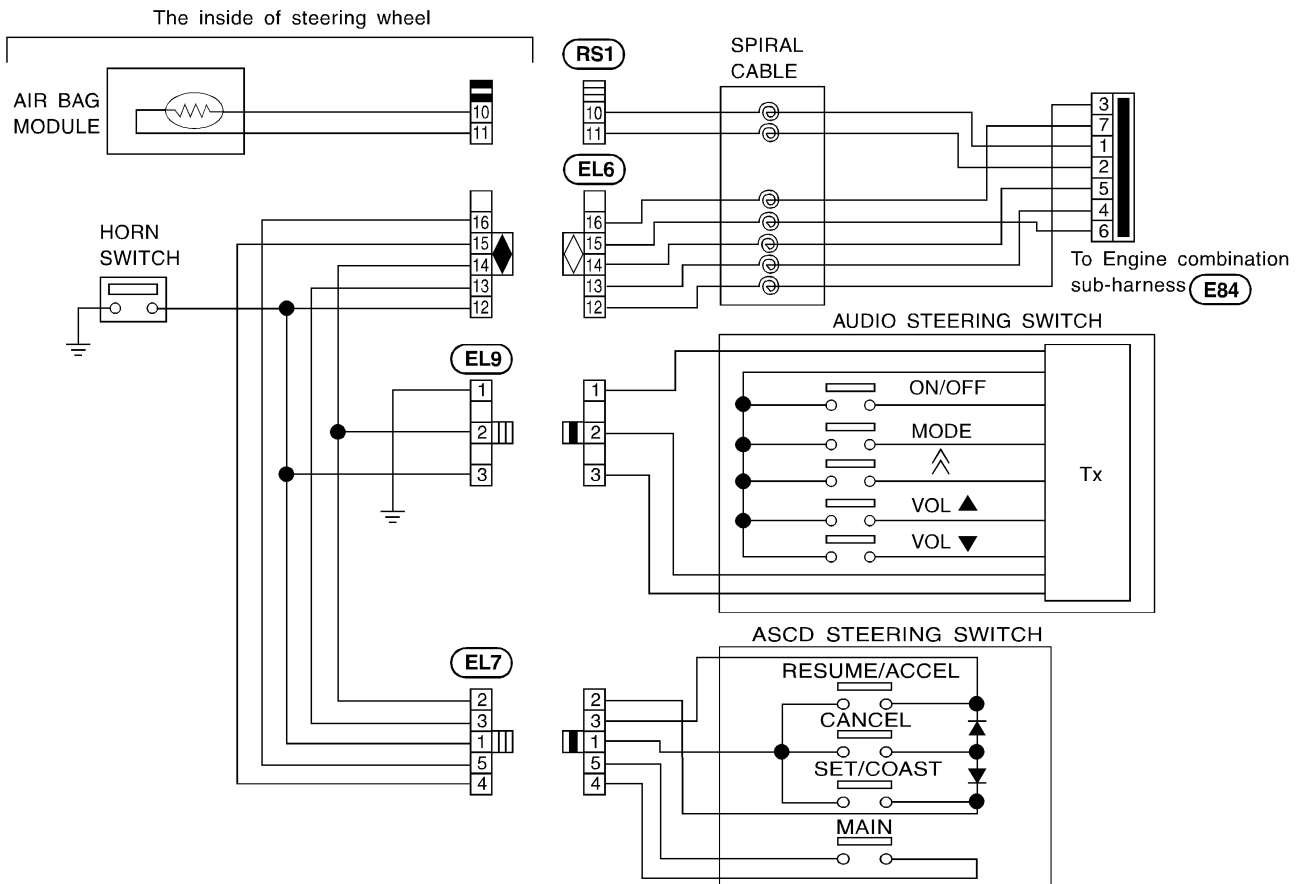 The inside of steering wheel
RS1
SPIRAL
CABLE
AIR BAG
MODULE
10
11
10
11
3
7
1
2
5
4
6
EL6
HORN
SWITCH
16
15
14
13
12
16
15
14
13
12
To Engine combination
sub-harness E84
AUDIO STEERING SWITCH
EL9
1
2
3
1
2
3
ON/OFF
MODE
VOL ▲
VOL ▼
Tx
ASCD STEERING SWITCH
EL7
2
3
1
5
4
2
3
1
5
4
RESUME/ACCEL
CANCEL
SET/COAST
MAIN